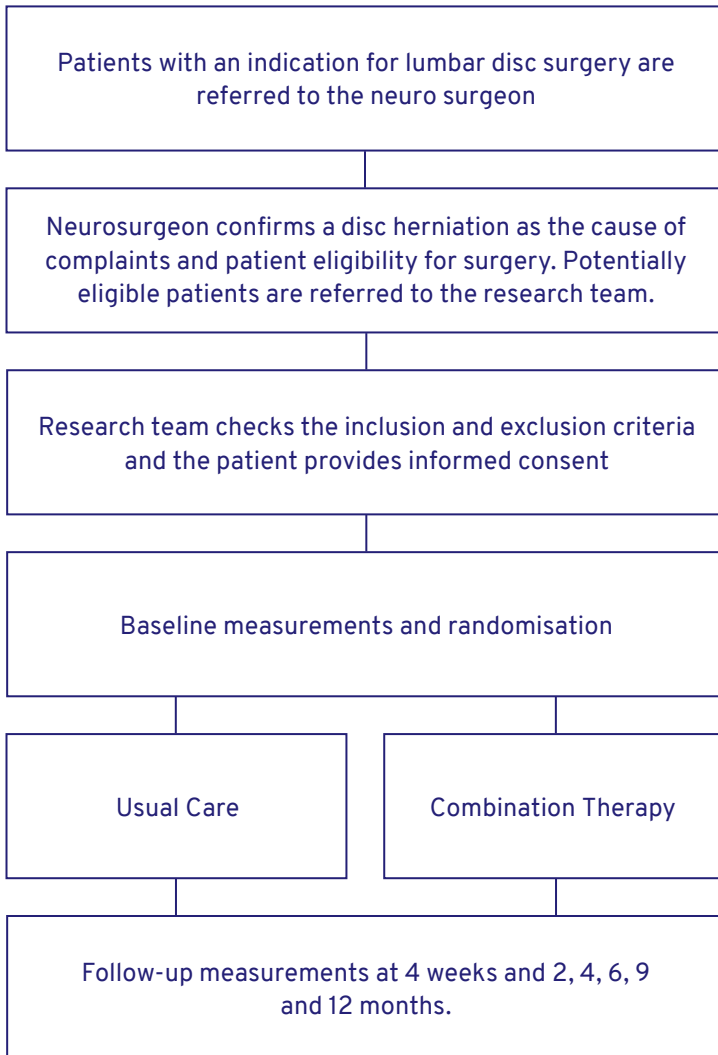 Patients with an indication for lumbar disc surgery are
referred to the neuro surgeon
Neurosurgeon confirms a disc herniation as the cause of
complaints and patient eligibility for surgery. Potentially
eligible patients are referred to the research team.
Research team checks the inclusion and exclusion criteria
and the patient provides informed consent
Baseline measurements and randomisation
Usual Care
Combination Therapy
Follow-up measurements at 4 weeks and 2, 4, 6, 9
and 12 months.